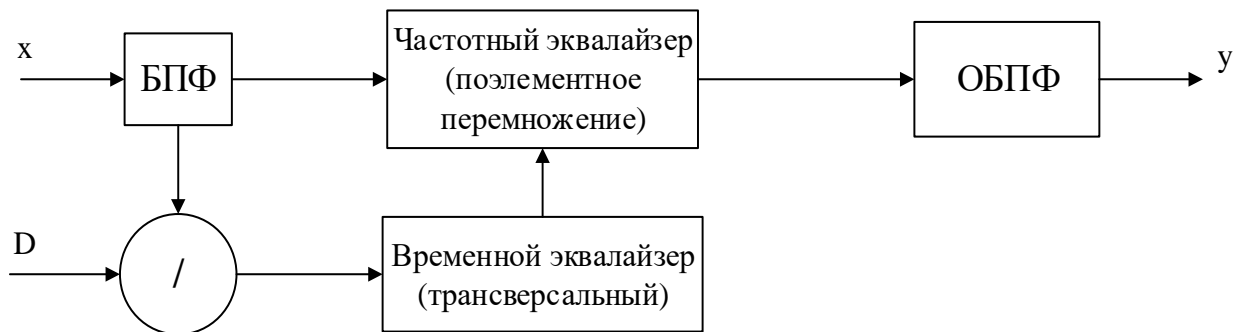 x
БПФ
Частотный эквалайзер
(поэлементное
перемножение)
ОБПФ
y
D
/
Временной эквалайзер
(трансверсальный)